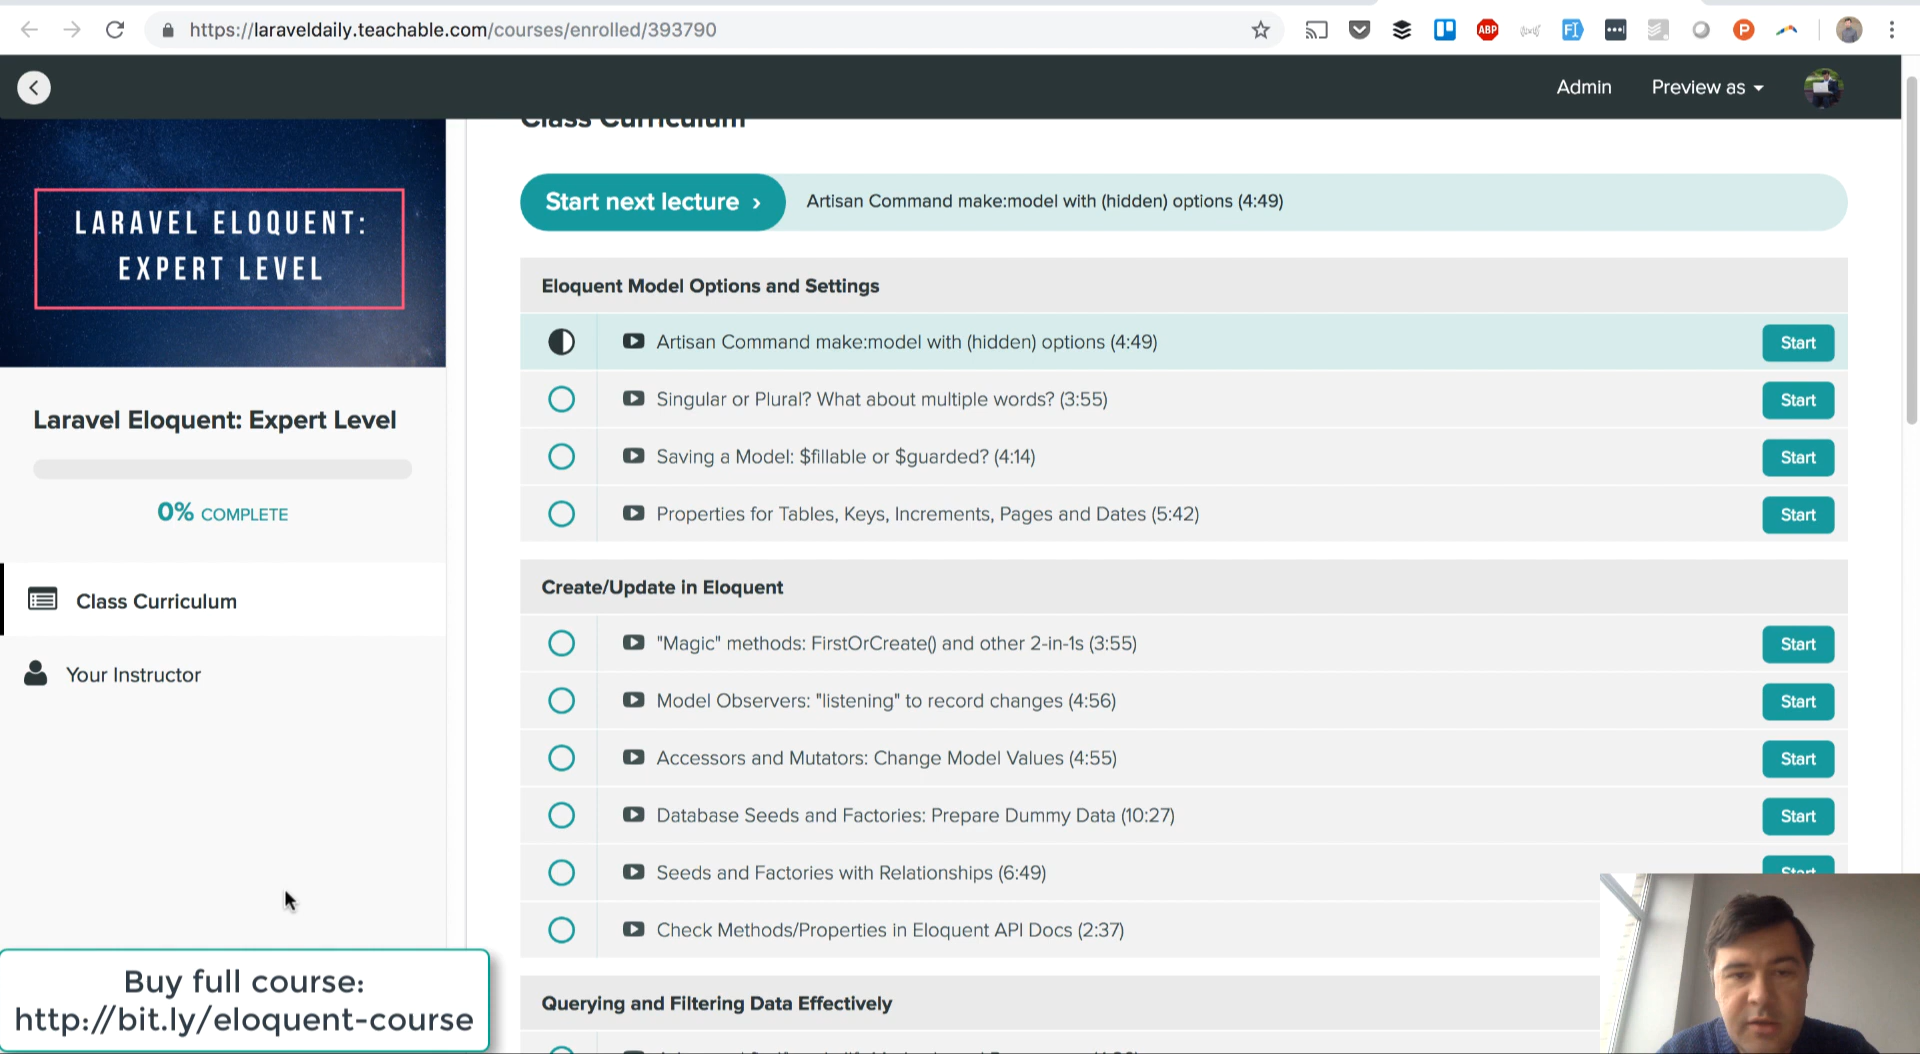 https://laraveldaily.teachable.com/courses/enrolled/393790
ABP
P
Admin
Preview as
Class Curriculum
LARAVEL ELOQUENT:
EXPERT LEVEL
Start next lecture
Artisan Command make:model with (hidden) options (4:49)
Eloquent Model Options and Settings
Artisan Command make:model with (hidden) options (4:49)
Start
Singular or Plural? What about multiple words? (3:55)
Start
Saving a Model: $fillable or $guarded? (4:14)
Start
Properties for Tables, Keys, Increments, Pages and Dates (5:42)
Start
Laravel Eloquent: Expert Level
0% COMPLETE
Class Curriculum
Your Instructor
Create/Update in Eloquent
"Magic" methods: FirstOrCreate() and other 2-in-1s (3:55)
Start
Model Observers: "listening" to record changes (4:56)
Start
Accessors and Mutators: Change Model Values (4:55)
Start
Database Seeds and Factories: Prepare Dummy Data (10:27)
Start
Seeds and Factories with Relationships (6:49)
Start
Check Methods/Properties in Eloquent API Docs (2:37)
Querying and Filtering Data Effectively
Buy full course:
http://bit.ly/eloquent-course